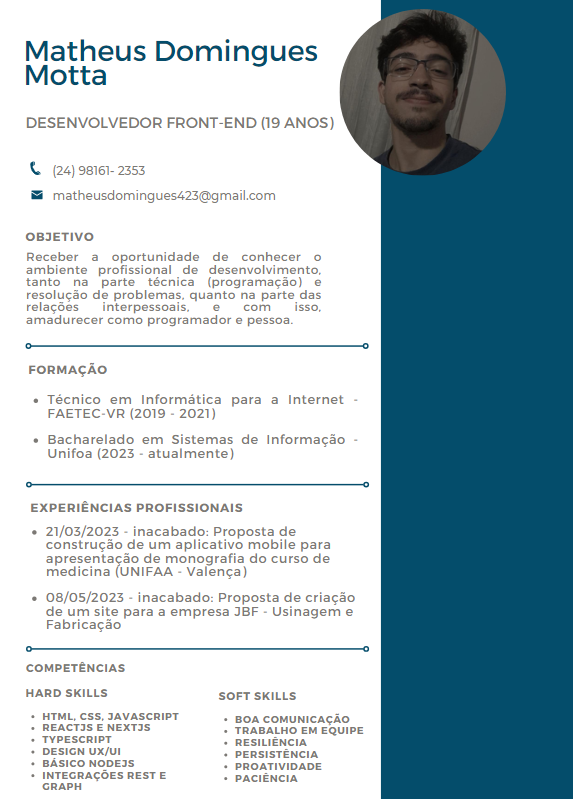 Matheus Domingues
Motta
DESENVOLVEDOR FRONT-END (19 ANOS)
(24) 98161- 2353
matheusdomingues423@gmail.com
OBJETIVO
Receber a oportunidade de conhecer o
ambiente profissional de desenvolvimento,
tanto na parte técnica (programação) e
resolução de problemas, quanto na parte das
relações interpessoais, e com isso,
amadurecer como programador e pessoa.
FORMAÇÃO
• Técnico em Informática para a Internet -
FAETEC-VR (2019 - 2021)
• Bacharelado em Sistemas de Informação -
Unifoa (2023 - atualmente)
EXPERIÊNCIAS PROFISSIONAIS
• 21/03/2023 - inacabado: Proposta de
construção de um aplicativo mobile para
apresentação de monografia do curso de
medicina (UNIFAA - Valença)
• 08/05/2023 - inacabado: Proposta de criação
de um site para a empresa JBF - Usinagem e
Fabricação
COMPETÊNCIAS
HARD SKILLS
• HTML, CSS, JAVASCRIPT
• REACTJS E NEXTJS
• TYPESCRIPT
• DESIGN UX/UI
• BÁSICO NODEJS
• INTEGRAÇÕES REST E
GRAPH
SOFT SKILLS
• BOA COMUNICAÇÃO
• TRABALHO EM EQUIPE
• RESILIÊNCIA
• PERSISTÊNCIA
• PROATIVIDADE
• PACIÊNCIA